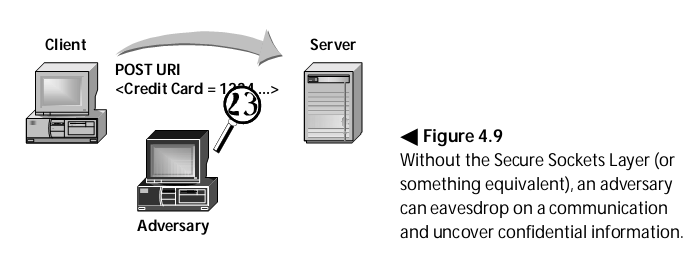 Client
Server
POST URI
<Credit Card = 1234 ...>
23
Adversary
◀ Figure 4.9
Without the Secure Sockets Layer (or
something equivalent), an adversary
can eavesdrop on a communication
and uncover confidential information.